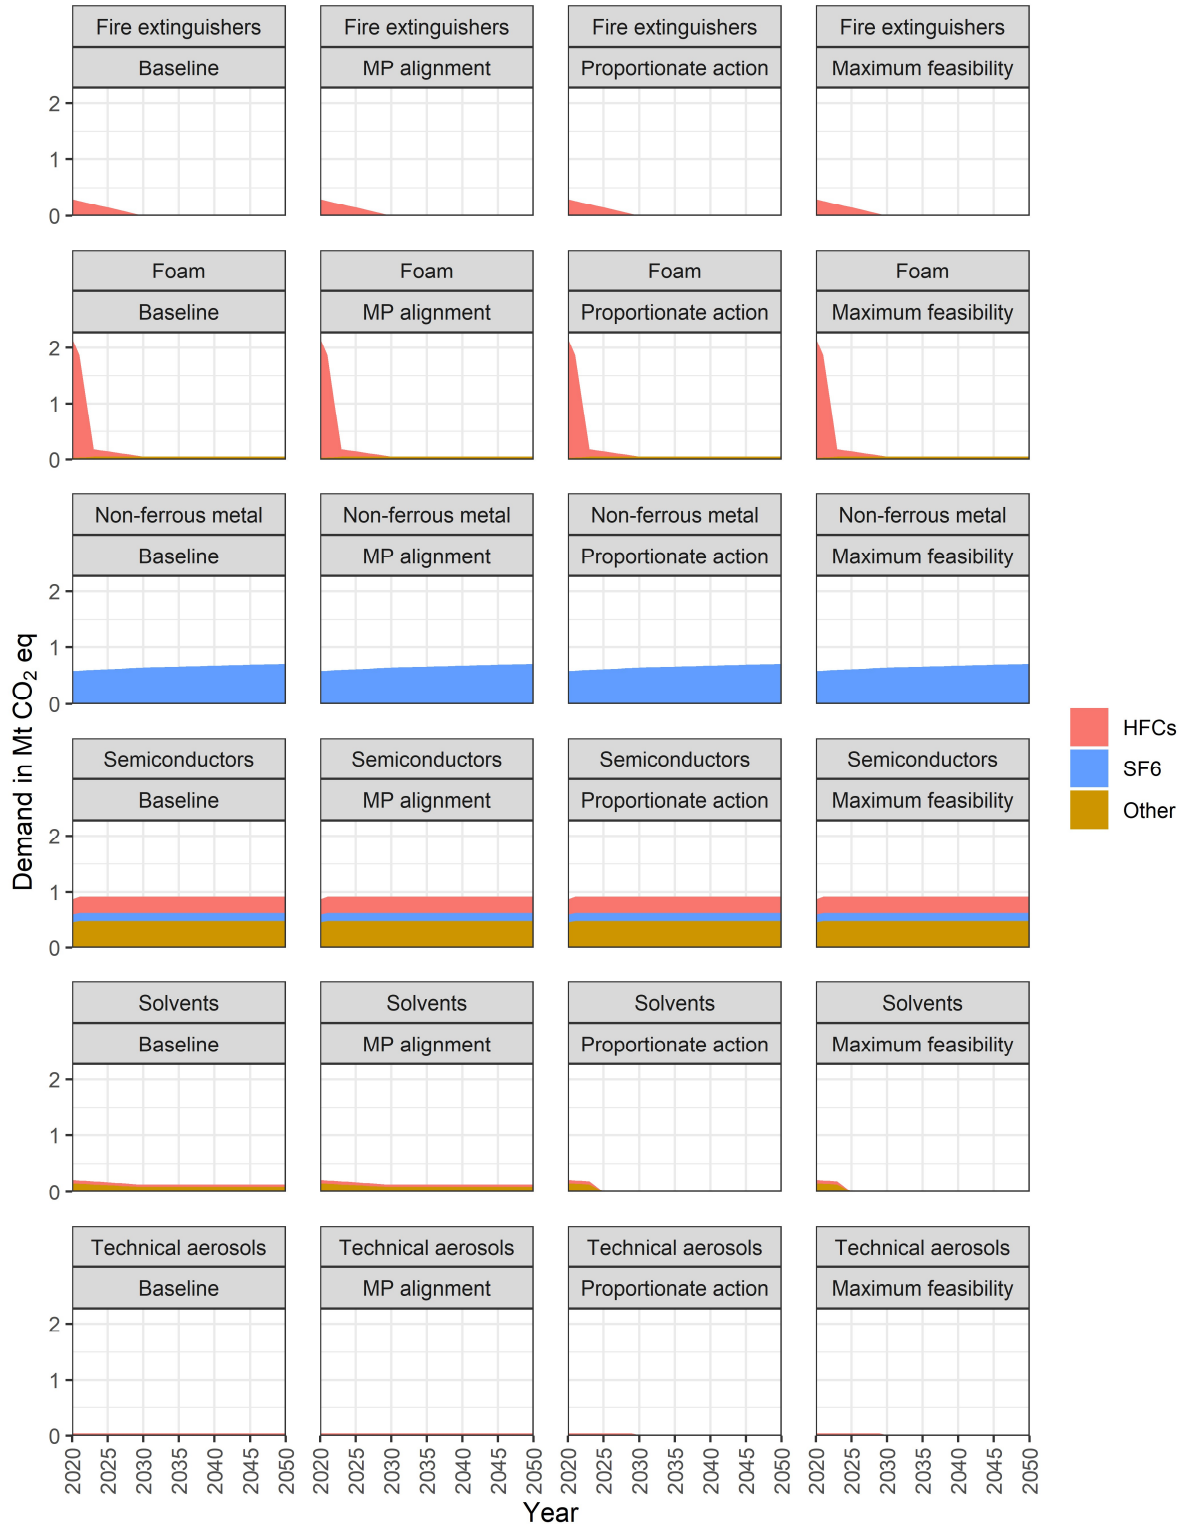 Fire extinguishers Fire extinguishers Fire extinguishers Fire extinguishers
Baseline MP alignment Proportionate action Maximum feasibility
2
1
0
Foam Foam Foam Foam
Baseline MP alignment Proportionate action Maximum feasibility
2
1
0
Non-ferrous metal Non-ferrous metal Non-ferrous metal Non-ferrous metal
Baseline MP alignment Proportionate action Maximum feasibility
2
1
0
Demand in Mt CO₂ eq
HFCs
SF6
Other
Semiconductors Semiconductors Semiconductors Semiconductors
Baseline MP alignment Proportionate action Maximum feasibility
2
1
0
Solvents Solvents Solvents Solvents
Baseline MP alignment Proportionate action Maximum feasibility
2
1
0
Technical aerosols Technical aerosols Technical aerosols Technical aerosols
Baseline MP alignment Proportionate action Maximum feasibility
2
1
0
2020 2025 2030 2035 2040 2045 2050 2020 2025 2030 2035 2040 2045 2050 2020 2025 2030 2035 2040 2045 2050 2020 2025 2030 2035 2040 2045 2050
Year